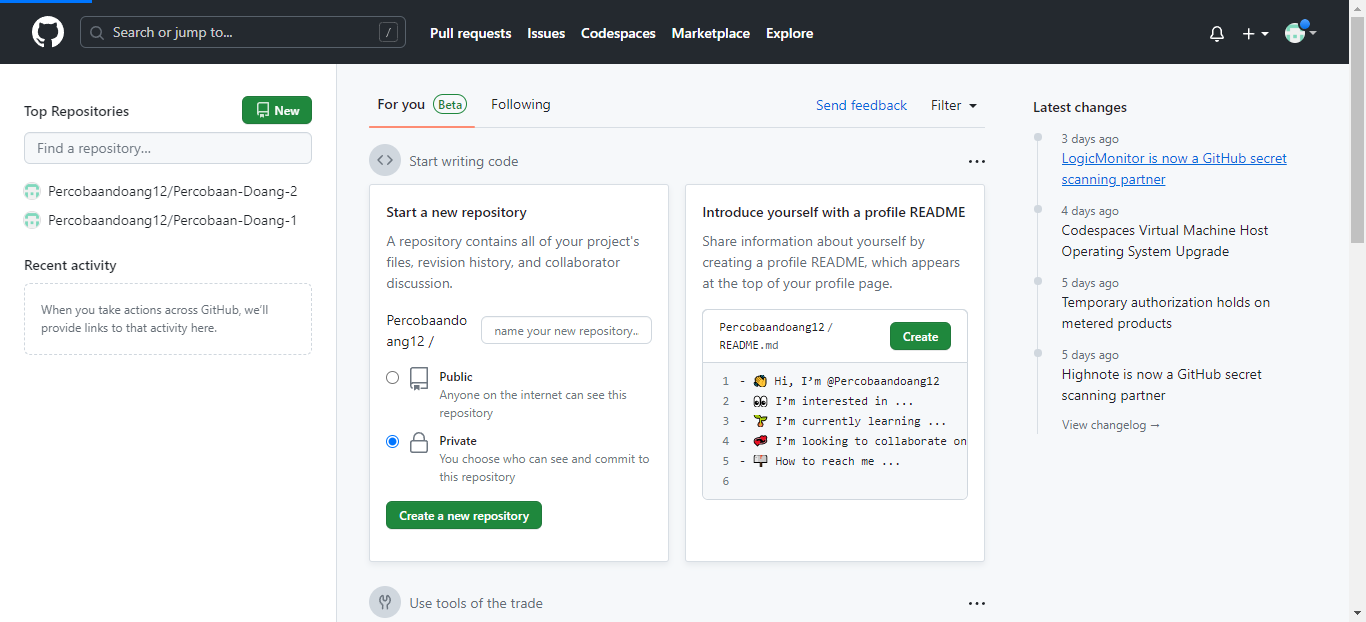 Search or jump to...
/
Pull requests
Issues
Codespaces
Marketplace
Explore
Top Repositories
New
Find a repository...
Percobaandoang12/Percobaan-Doang-2
Percobaandoang12/Percobaan-Doang-1
Recent activity
When you take actions across GitHub, we'll
provide links to that activity here.
For you
Beta
Following
Send feedback
Filter
Start writing code
Start a new repository
A repository contains all of your project's
files, revision history, and collaborator
discussion.
Percobaando
ang12 /
name your new repository...
Public
Anyone on the internet can see this
repository
Private
You choose who can see and commit to
this repository
Create a new repository
Introduce yourself with a profile README
Share information about yourself by
creating a profile README, which appears
at the top of your profile page.
Percobaandoang12 /
README.md
Create
1 - 👋 Hi, I'm @Percobaandoang12
2 - 👀 I'm interested in ...
3 - 🌱 I'm currently learning ...
4 - 💞️ I'm looking to collaborate on
5 - 📫 How to reach me ...
6
Use tools of the trade
Latest changes
3 days ago
LogicMonitor is now a GitHub secret
scanning partner
4 days ago
Codespaces Virtual Machine Host
Operating System Upgrade
5 days ago
Temporary authorization holds on
metered products
5 days ago
Highnote is now a GitHub secret
scanning partner
View changelog →